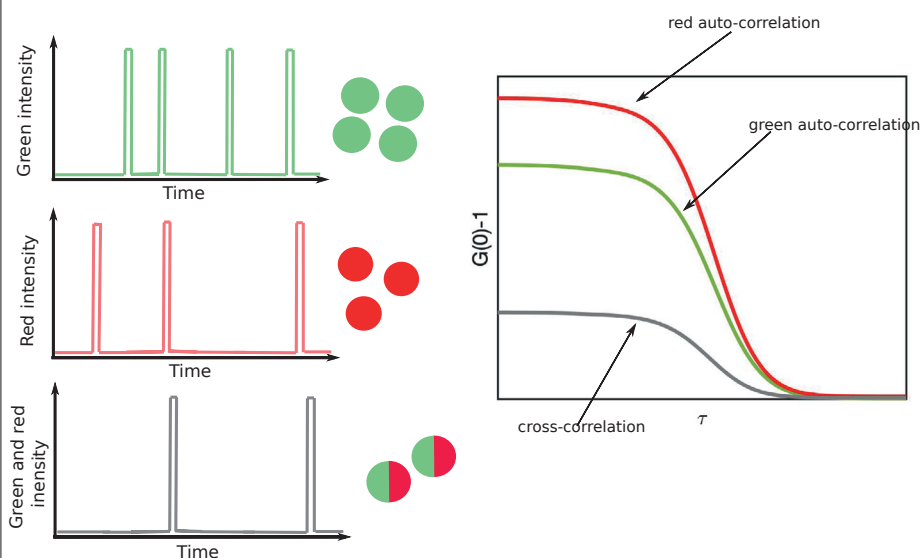 Green intensity
Time
Red intensity
Time
Green and red
inensity
Time
red auto-correlation
green auto-correlation
G(0)-1
cross-correlation
τ